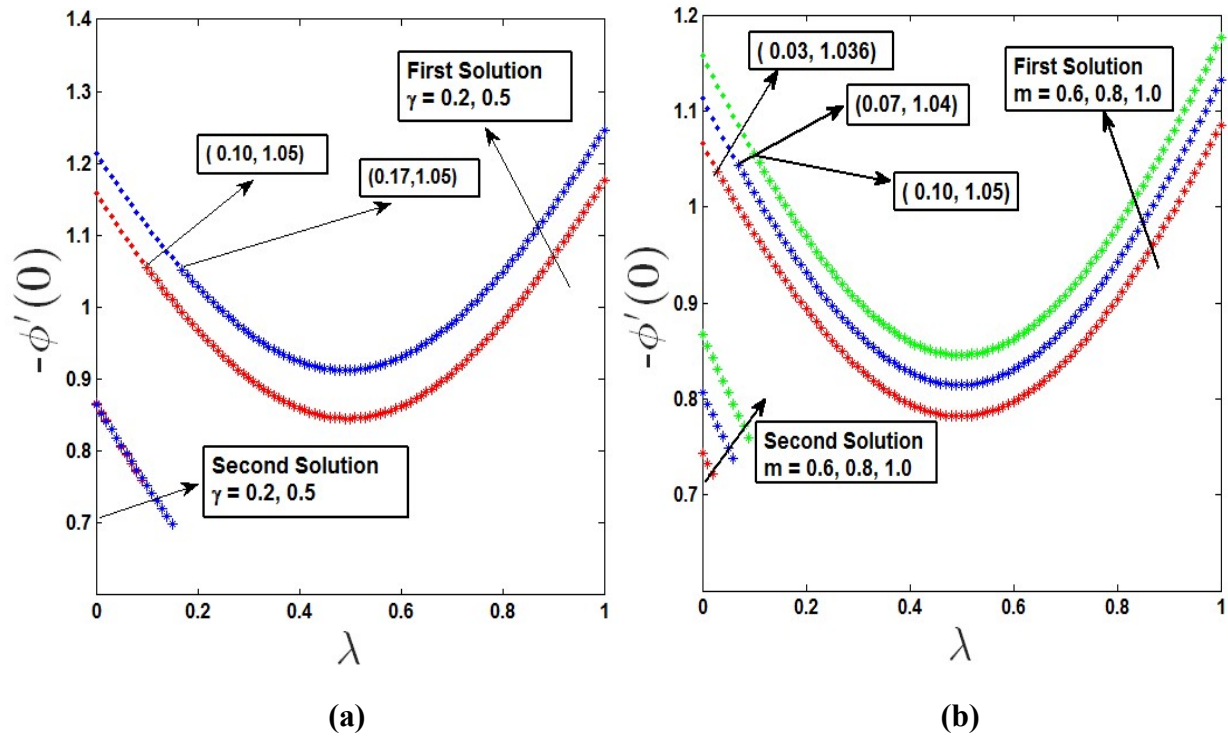 1.4
1.3
1.2
1.1
1
0.9
0.8
0.7
-ϕ′(0)
First Solution
γ = 0.2, 0.5
( 0.10, 1.05)
(0.17,1.05)
Second Solution
γ = 0.2, 0.5
0 0.2 0.4 0.6 0.8 1
λ
(a)
1.2
1.1
1
0.9
0.8
0.7
-ϕ′(0)
( 0.03, 1.036)
(0.07, 1.04)
( 0.10, 1.05)
First Solution
m = 0.6, 0.8, 1.0
Second Solution
m = 0.6, 0.8, 1.0
0 0.2 0.4 0.6 0.8 1
λ
(b)